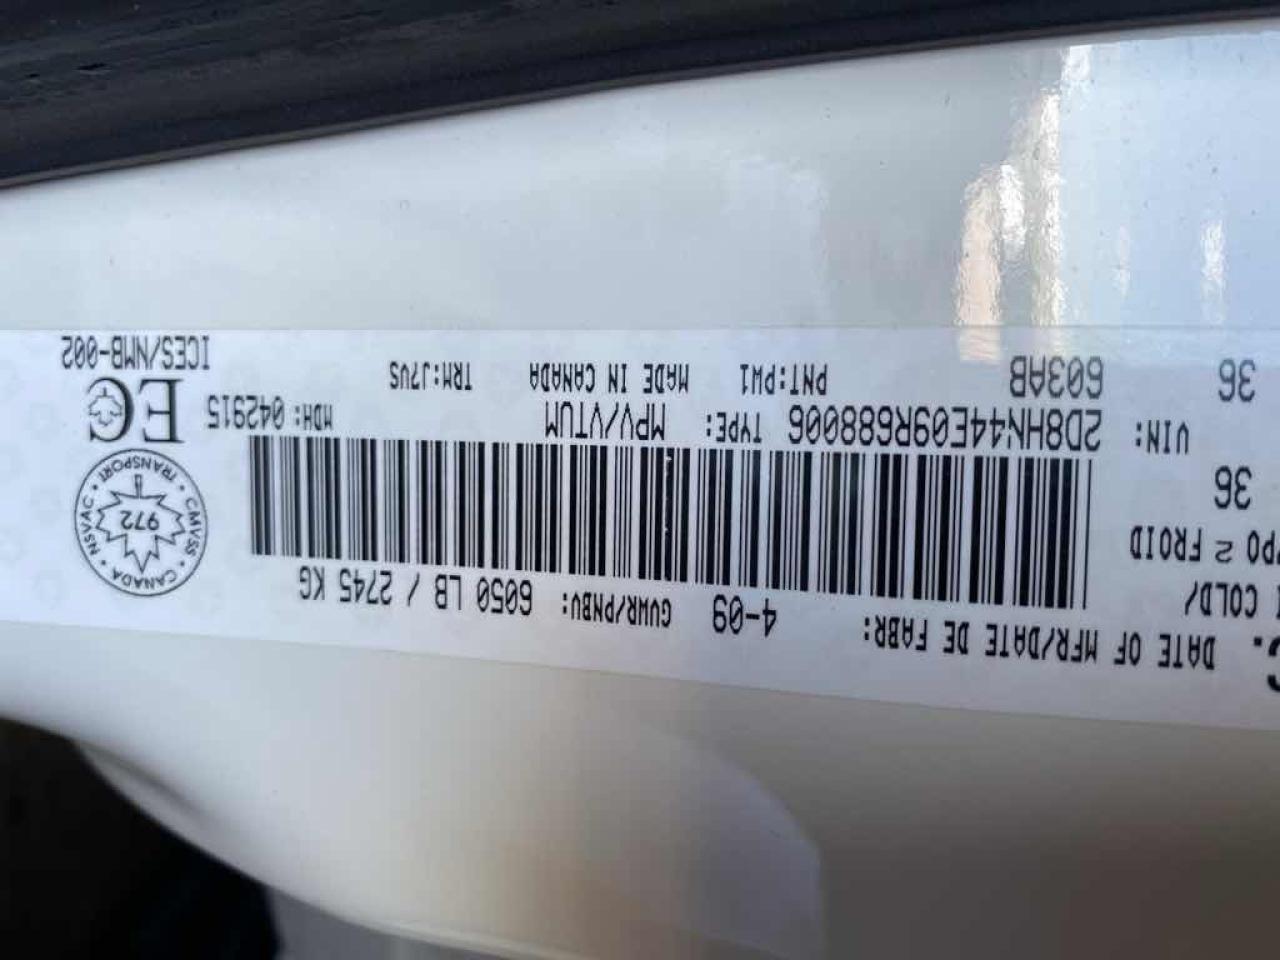 C.
DATE OF MFR/DATE DE FABR: 4-09 GVWR/PNBV: 6050 LB / 2745 KG
COLD/
PO 2 FROID
36
VIN: 2D8HN44E09R688006 TYPE: MPV/VTUM MDH: 042915
36
603AB PNT:PW1 MADE IN CANADA TRM:J7VS
CANADA • TRANSPORT • CMVSS • NSVAC •
972
EC
ICES/NMB-002